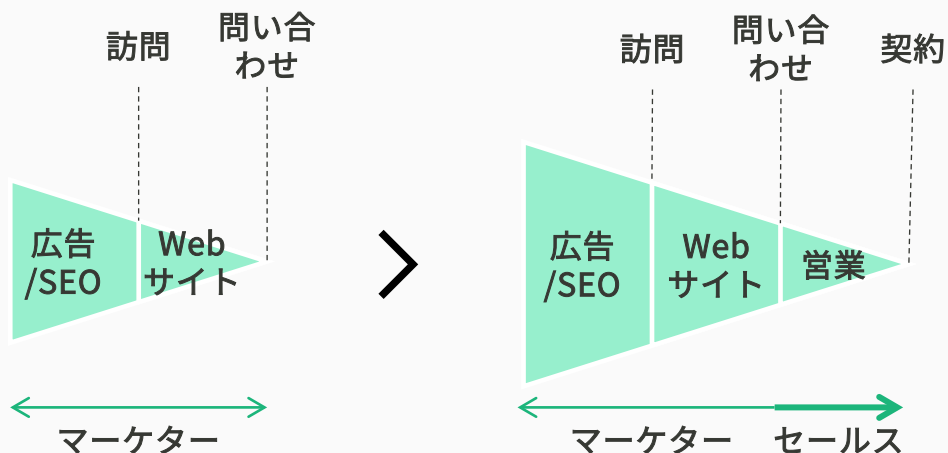 訪問
問い合
わせ
広告
/SEO
Web
サイト
マーケター
訪問
問い合
わせ
契約
広告
/SEO
Web
サイト
営業
マーケター
セールス